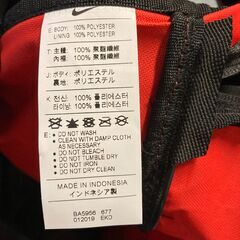 E: BODY: 100% POLYESTER
LINING: 100% POLYESTER
T: 主體: 100% 聚酯纖維
內裡: 100% 聚酯纖維
J: ボディ: ポリエステル
裏地: ポリエステル
K: 겉감: 100% 폴리에스터
안감: 100% 폴리에스터
E: • DO NOT WASH
• CLEAN WITH DAMP CLOTH
AS NECESSARY
• DO NOT BLEACH
• DO NOT TUMBLE DRY
• DO NOT IRON
• DO NOT DRY CLEAN
MADE IN INDONESIA
インドネシア製
BA5956 677
012019 EKO